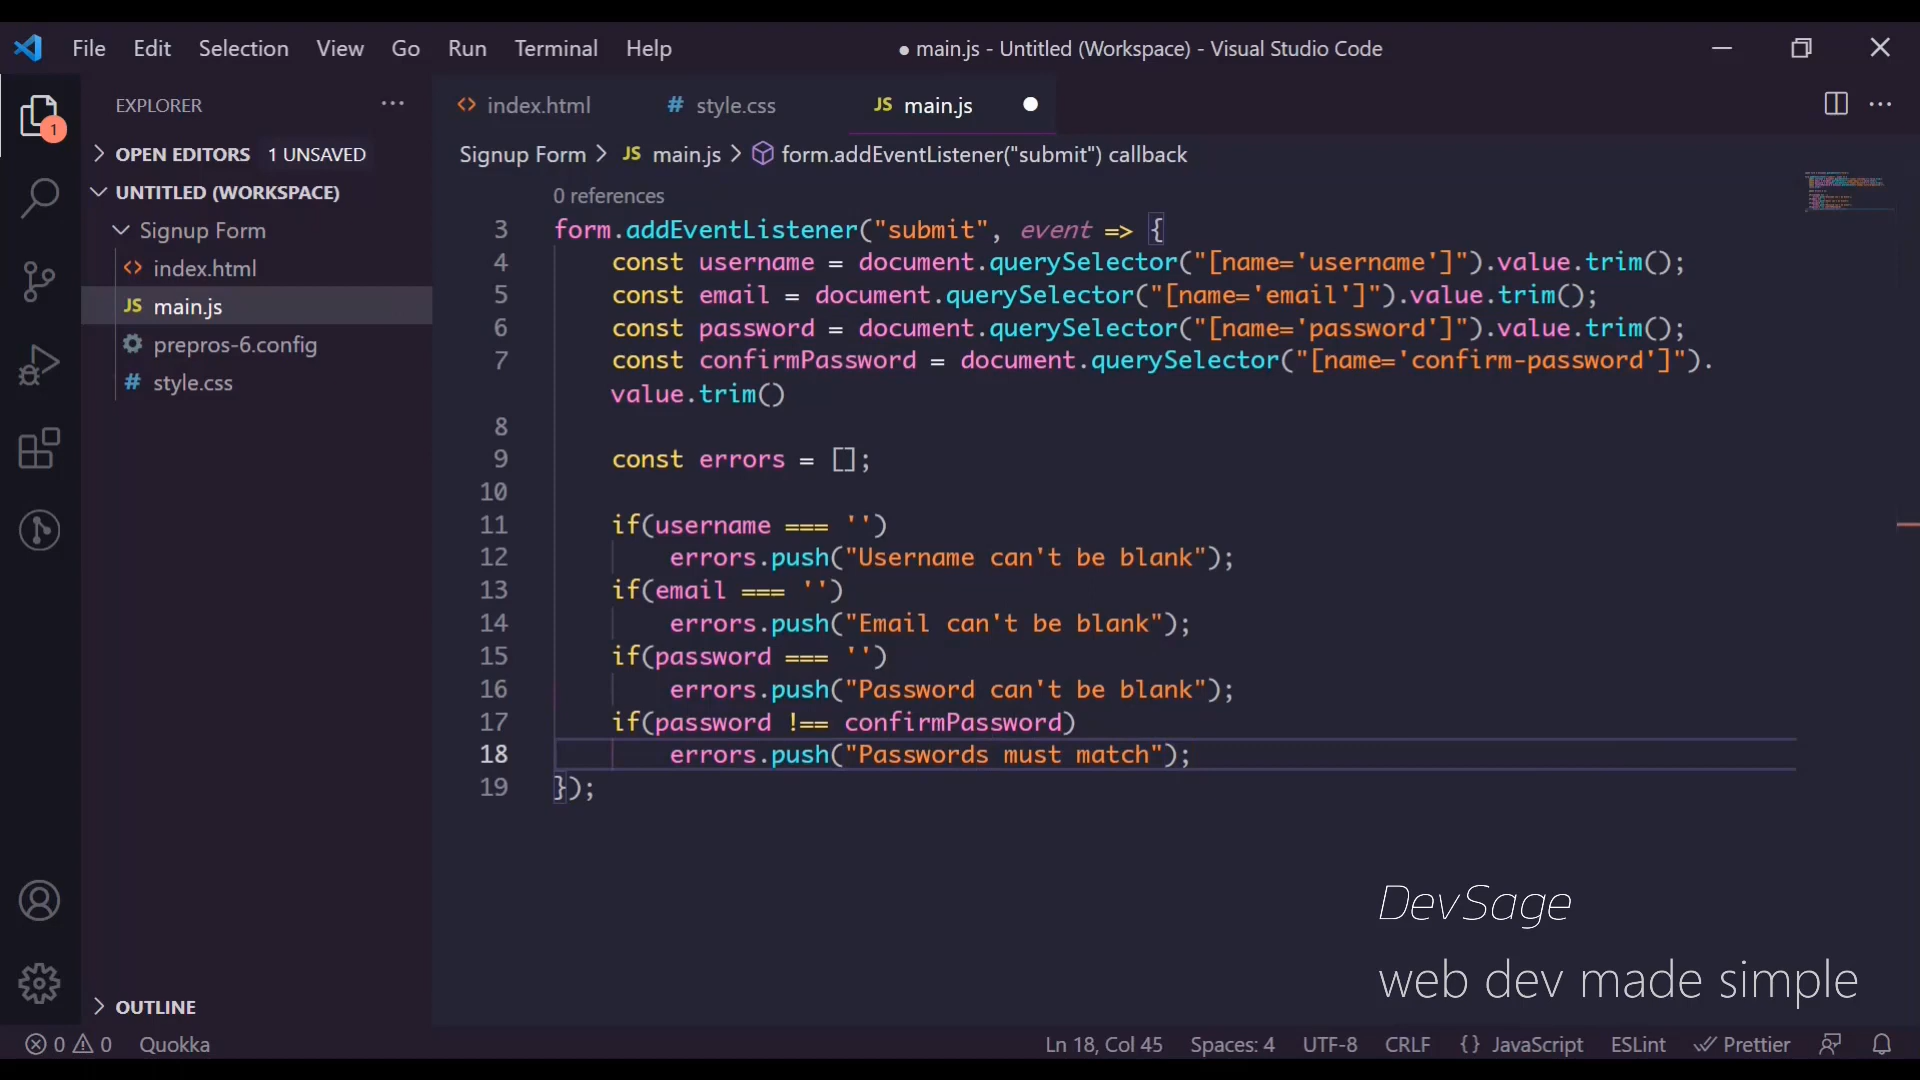 File Edit Selection View Go Run Terminal Help
● main.js - Untitled (Workspace) - Visual Studio Code
1
EXPLORER
OPEN EDITORS 1 UNSAVED
UNTITLED (WORKSPACE)
Signup Form
<> index.html
JS main.js
prepros-6.config
# style.css
OUTLINE
<> index.html # style.css JS main.js
Signup Form > JS main.js > form.addEventListener("submit") callback
0 references
3 form.addEventListener("submit", event => {
4 const username = document.querySelector("[name='username']").value.trim();
5 const email = document.querySelector("[name='email']").value.trim();
6 const password = document.querySelector("[name='password']").value.trim();
7 const confirmPassword = document.querySelector("[name='confirm-password']").
value.trim()
8
9 const errors = [];
10
11 if(username === '')
12 errors.push("Username can't be blank");
13 if(email === '')
14 errors.push("Email can't be blank");
15 if(password === '')
16 errors.push("Password can't be blank");
17 if(password !== confirmPassword)
18 errors.push("Passwords must match");
19 });
DevSage
web dev made simple
0 0 Quokka
Ln 18, Col 45 Spaces: 4 UTF-8 CRLF {} JavaScript ESLint Prettier